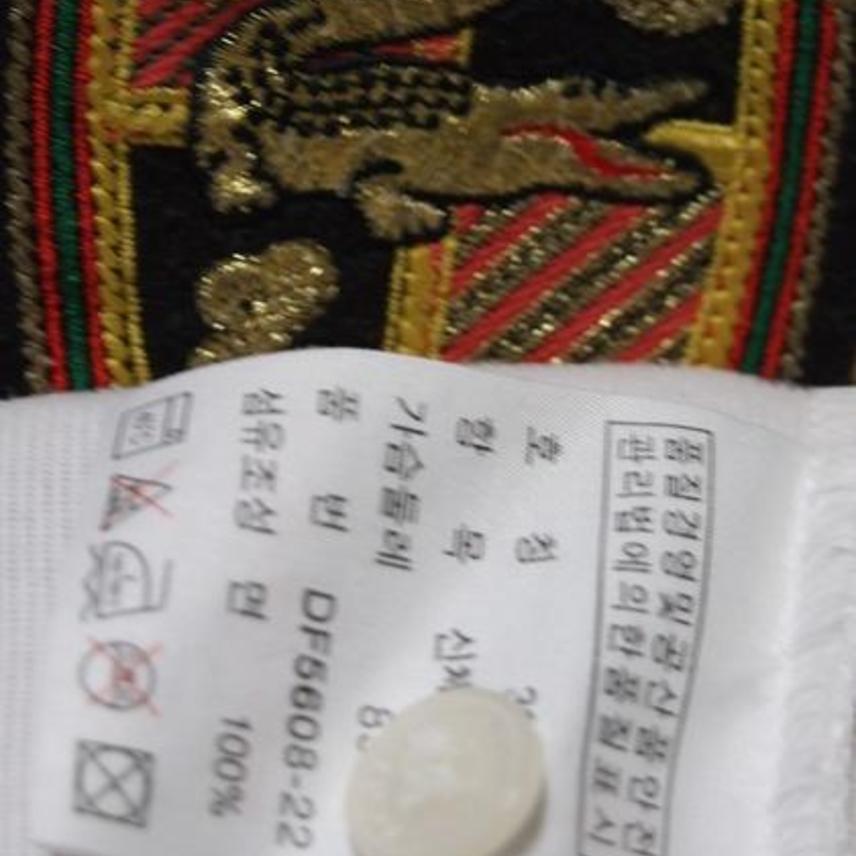 품질경영및공산품안전
관리법에의한품질표시
호 칭
항 목
가슴둘레
품 번 DF5608-22
섬유조성 면 100%